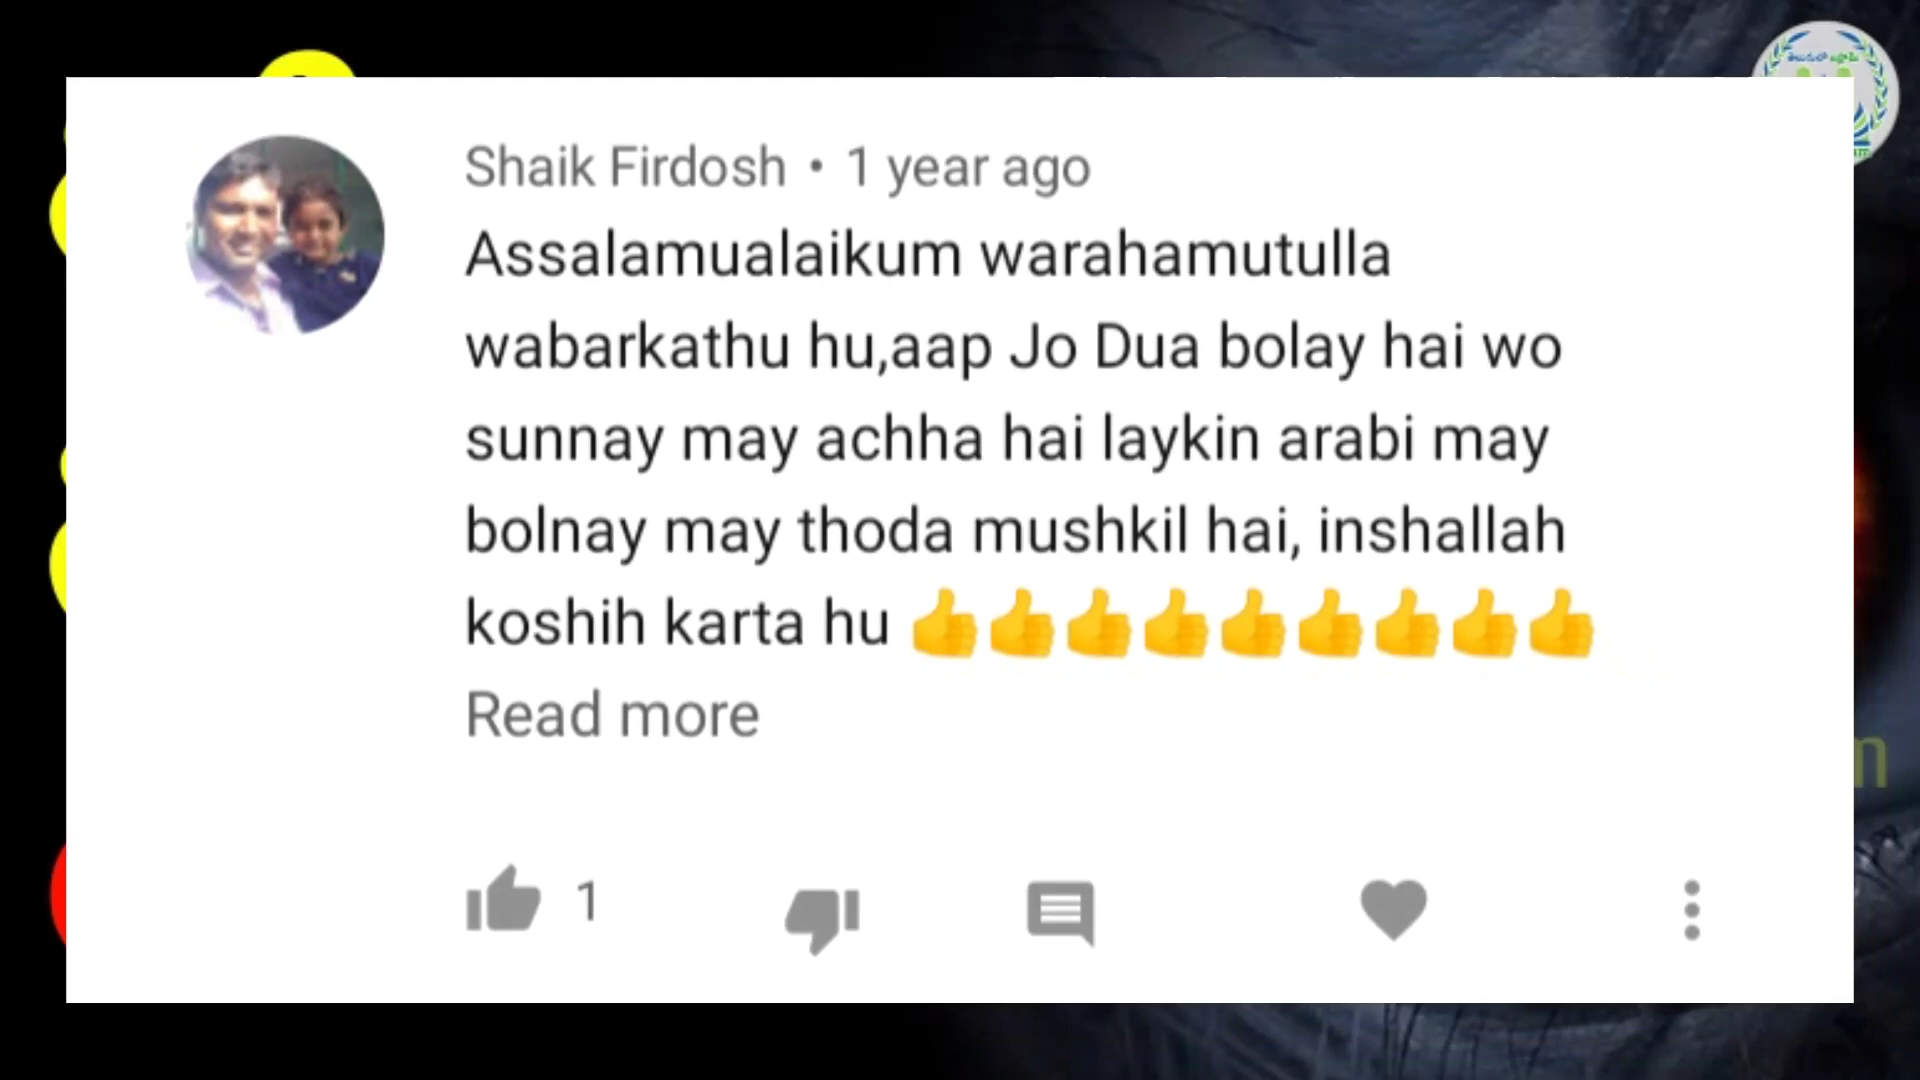 Shaik Firdosh • 1 year ago
Assalamualaikum warahamutulla
wabarkathu hu,aap Jo Dua bolay hai wo
sunnay may achha hai laykin arabi may
bolnay may thoda mushkil hai, inshallah
koshih karta hu 👍👍👍👍👍👍👍👍👍
Read more
1